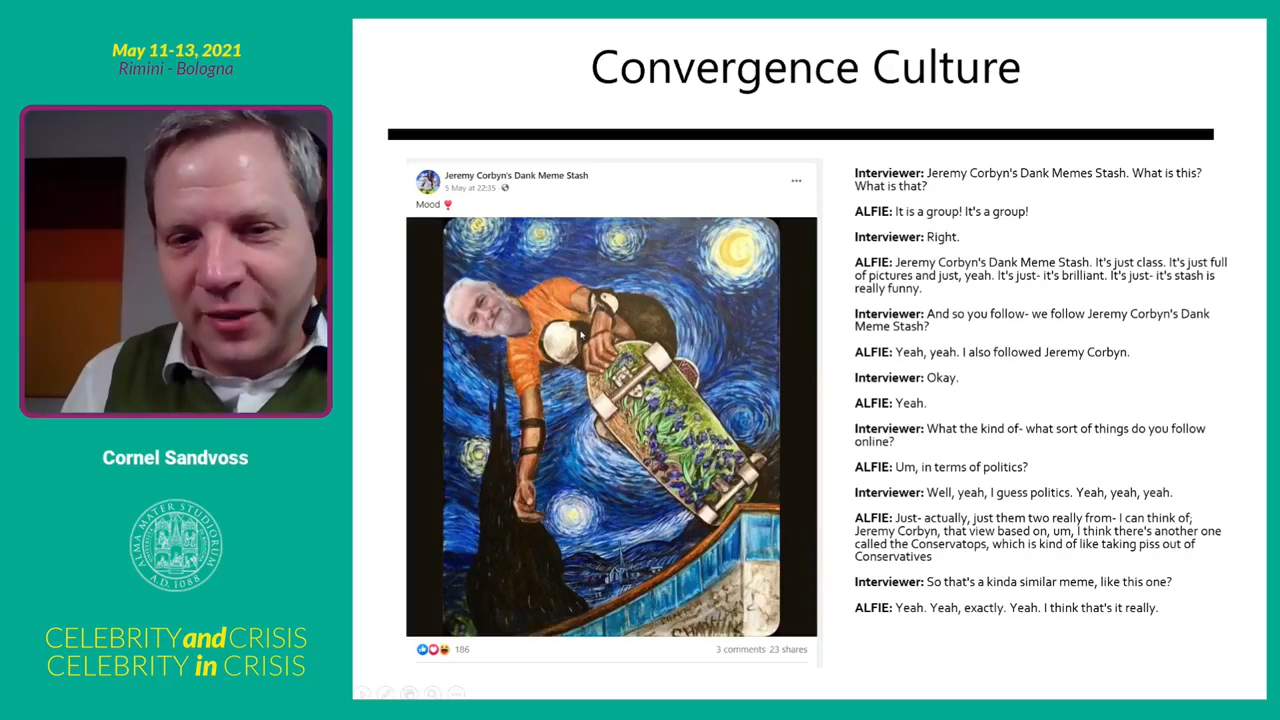 May 11-13, 2021
Rimini - Bologna
Cornel Sandvoss
ALMA MATER STUDIORUM
A.D. 1088
CELEBRITY and CRISIS
CELEBRITY in CRISIS
Convergence Culture
Jeremy Corbyn's Dank Meme Stash
5 May at 22:35
Mood
186
3 comments 23 shares
Interviewer: Jeremy Corbyn's Dank Memes Stash. What is this?
What is that?
ALFIE: It is a group! It's a group!
Interviewer: Right.
ALFIE: Jeremy Corbyn's Dank Meme Stash. It's just class. It's just full
of pictures and just, yeah. It's just- it's brilliant. It's just- it's stash is
really funny.
Interviewer: And so you follow- we follow Jeremy Corbyn's Dank
Meme Stash?
ALFIE: Yeah, yeah. I also followed Jeremy Corbyn.
Interviewer: Okay.
ALFIE: Yeah.
Interviewer: What the kind of- what sort of things do you follow
online?
ALFIE: Um, in terms of politics?
Interviewer: Well, yeah, I guess politics. Yeah, yeah, yeah.
ALFIE: Just- actually, just them two really from- I can think of;
Jeremy Corbyn, that view based on, um, I think there's another one
called the Conservatops, which is kind of like taking piss out of
Conservatives
Interviewer: So that's a kinda similar meme, like this one?
ALFIE: Yeah. Yeah, exactly. Yeah. I think that's it really.